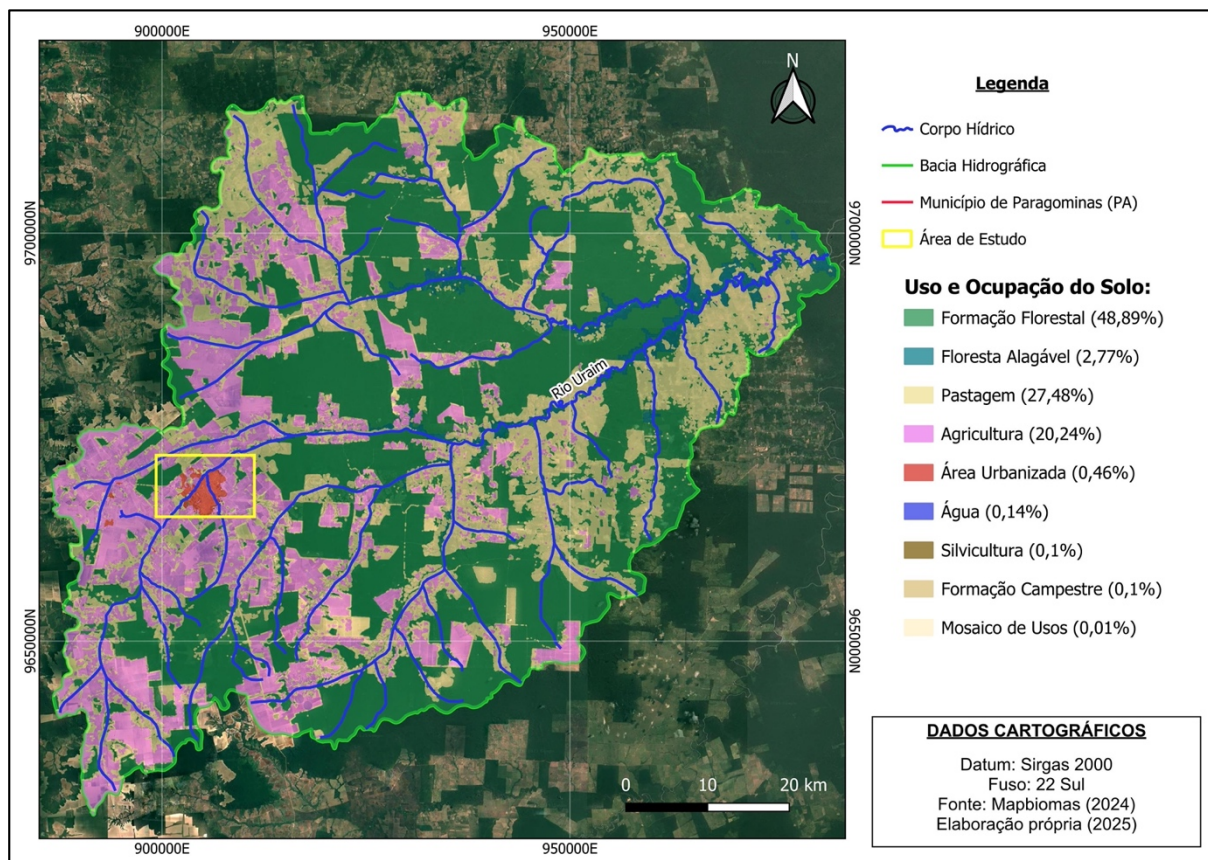 900000E
950000E
9700000N
9700000N
9650000N
9650000N
900000E
950000E
N
Rio Uraim
0 10 20 km
Legenda
Corpo Hídrico
Bacia Hidrográfica
Município de Paragominas (PA)
Área de Estudo
Uso e Ocupação do Solo:
Formação Florestal (48,89%)
Floresta Alagável (2,77%)
Pastagem (27,48%)
Agricultura (20,24%)
Área Urbanizada (0,46%)
Água (0,14%)
Silvicultura (0,1%)
Formação Campestre (0,1%)
Mosaico de Usos (0,01%)
DADOS CARTOGRÁFICOS
Datum: Sirgas 2000
Fuso: 22 Sul
Fonte: Mapbiomas (2024)
Elaboração própria (2025)